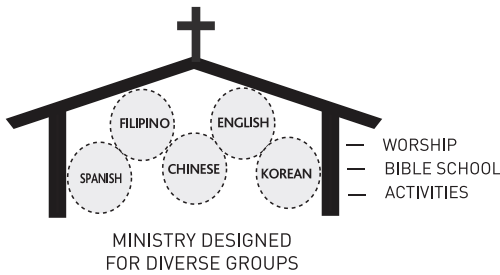 FILIPINO
ENGLISH
SPANISH
CHINESE
KOREAN
WORSHIP
BIBLE SCHOOL
ACTIVITIES
MINISTRY DESIGNED
FOR DIVERSE GROUPS